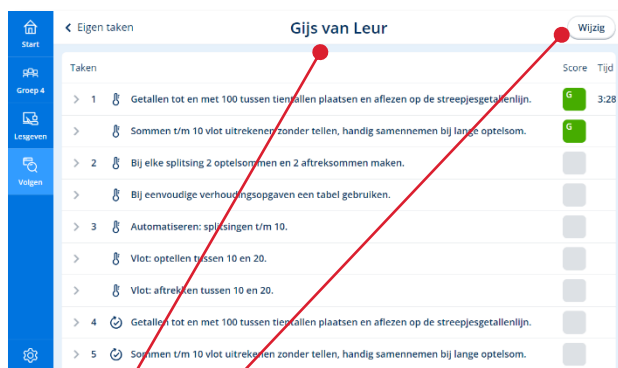 Start
Groep 4
Lesgeven
Volgen
Eigen taken
Gijs van Leur
Wijzig
Taken Score Tijd
1 Getallen tot en met 100 tussen tientallen plaatsen en aflezen op de streepjesgetallenlijn. G 3:28
Sommen t/m 10 vlot uitrekenen zonder tellen, handig samennemen bij lange optelsom. G
2 Bij elke splitsing 2 optelsommen en 2 aftreksommen maken.
Bij eenvoudige verhoudingsopgaven een tabel gebruiken.
3 Automatiseren: splitsingen t/m 10.
Vlot: optellen tussen 10 en 20.
Vlot: aftrekken tussen 10 en 20.
4 Getallen tot en met 100 tussen tientallen plaatsen en aflezen op de streepjesgetallenlijn.
5 Sommen t/m 10 vlot uitrekenen zonder tellen, handig samennemen bij lange optelsom.